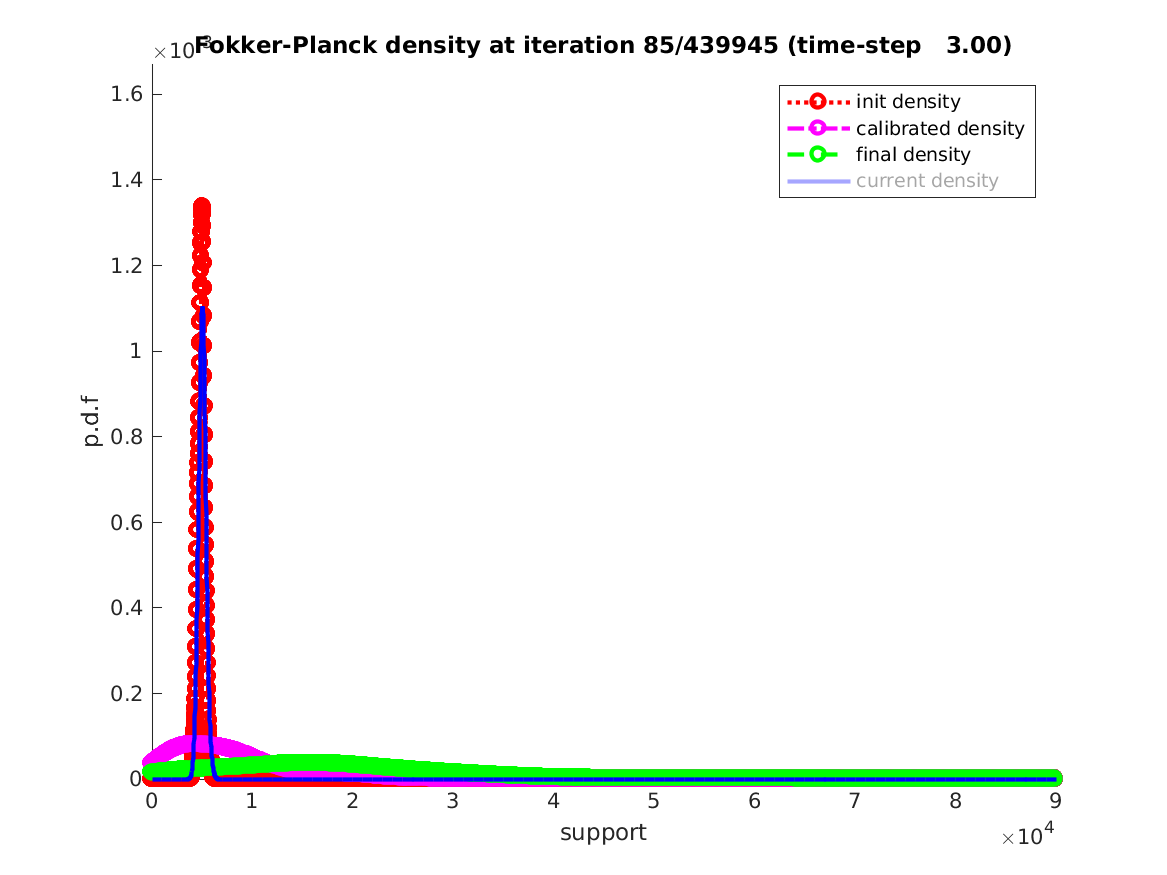 ×10-3
Fokker-Planck density at iteration 85/439945 (time-step 3.00)
init density
calibrated density
final density
current density
1.6
1.4
1.2
1
0.8
0.6
0.4
0.2
0
p.d.f
0 1 2 3 4 5 6 7 8 9
support
×10^4